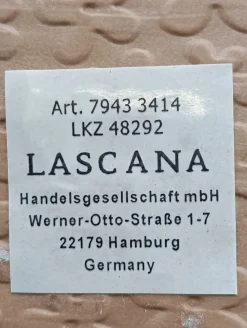 Art. 7943 3414
LKZ 48292
LASCANA
Handelsgesellschaft mbH
Werner-Otto-Straße 1-7
22179 Hamburg
Germany